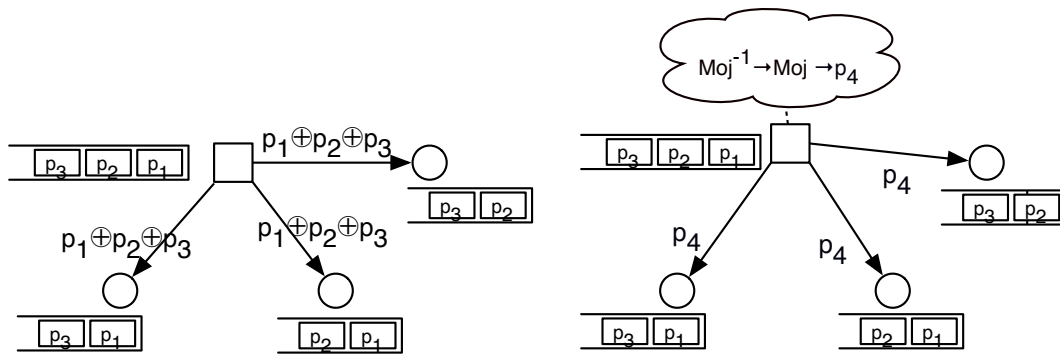 p₁⊕p₂⊕p₃
p₃ p₂ p₁
p₃ p₂
p₁⊕p₂⊕p₃
p₁⊕p₂⊕p₃
p₃ p₁
p₂ p₁
Moj⁻¹→Moj→p₄
p₃ p₂ p₁
p₄
p₃ p₂
p₄
p₄
p₃ p₁
p₂ p₁